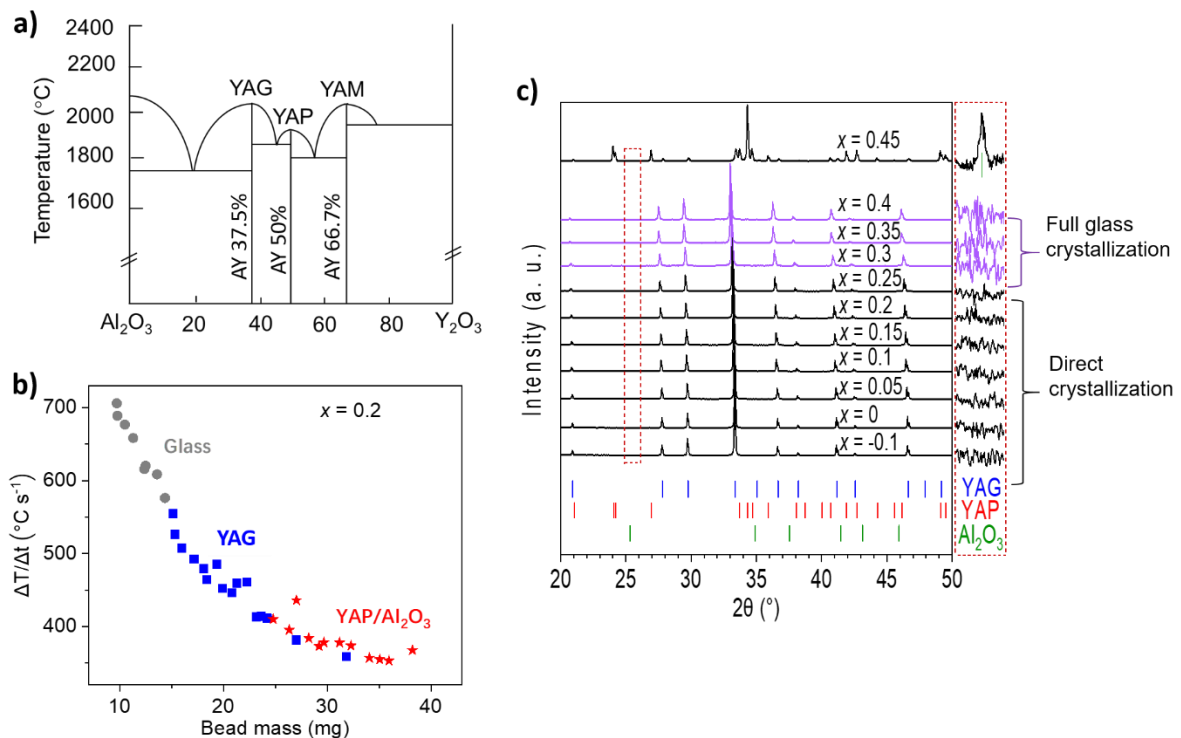 a)
Temperature (°C)
2400
2200
2000
1800
1600
YAG
YAP
YAM
AY 37.5%
AY 50%
AY 66.7%
Al₂O₃
20
40
60
80
Y₂O₃
b)
ΔT/Δt (°C s⁻¹)
700
600
500
400
x = 0.2
Glass
YAG
YAP/Al₂O₃
10
20
30
40
Bead mass (mg)
c)
Intensity (a. u.)
x = 0.45
x = 0.4
x = 0.35
x = 0.3
x = 0.25
x = 0.2
x = 0.15
x = 0.1
x = 0.05
x = 0
x = -0.1
Full glass
crystallization
Direct
crystallization
YAG
YAP
Al₂O₃
20
25
30
35
40
45
50
2θ (°)